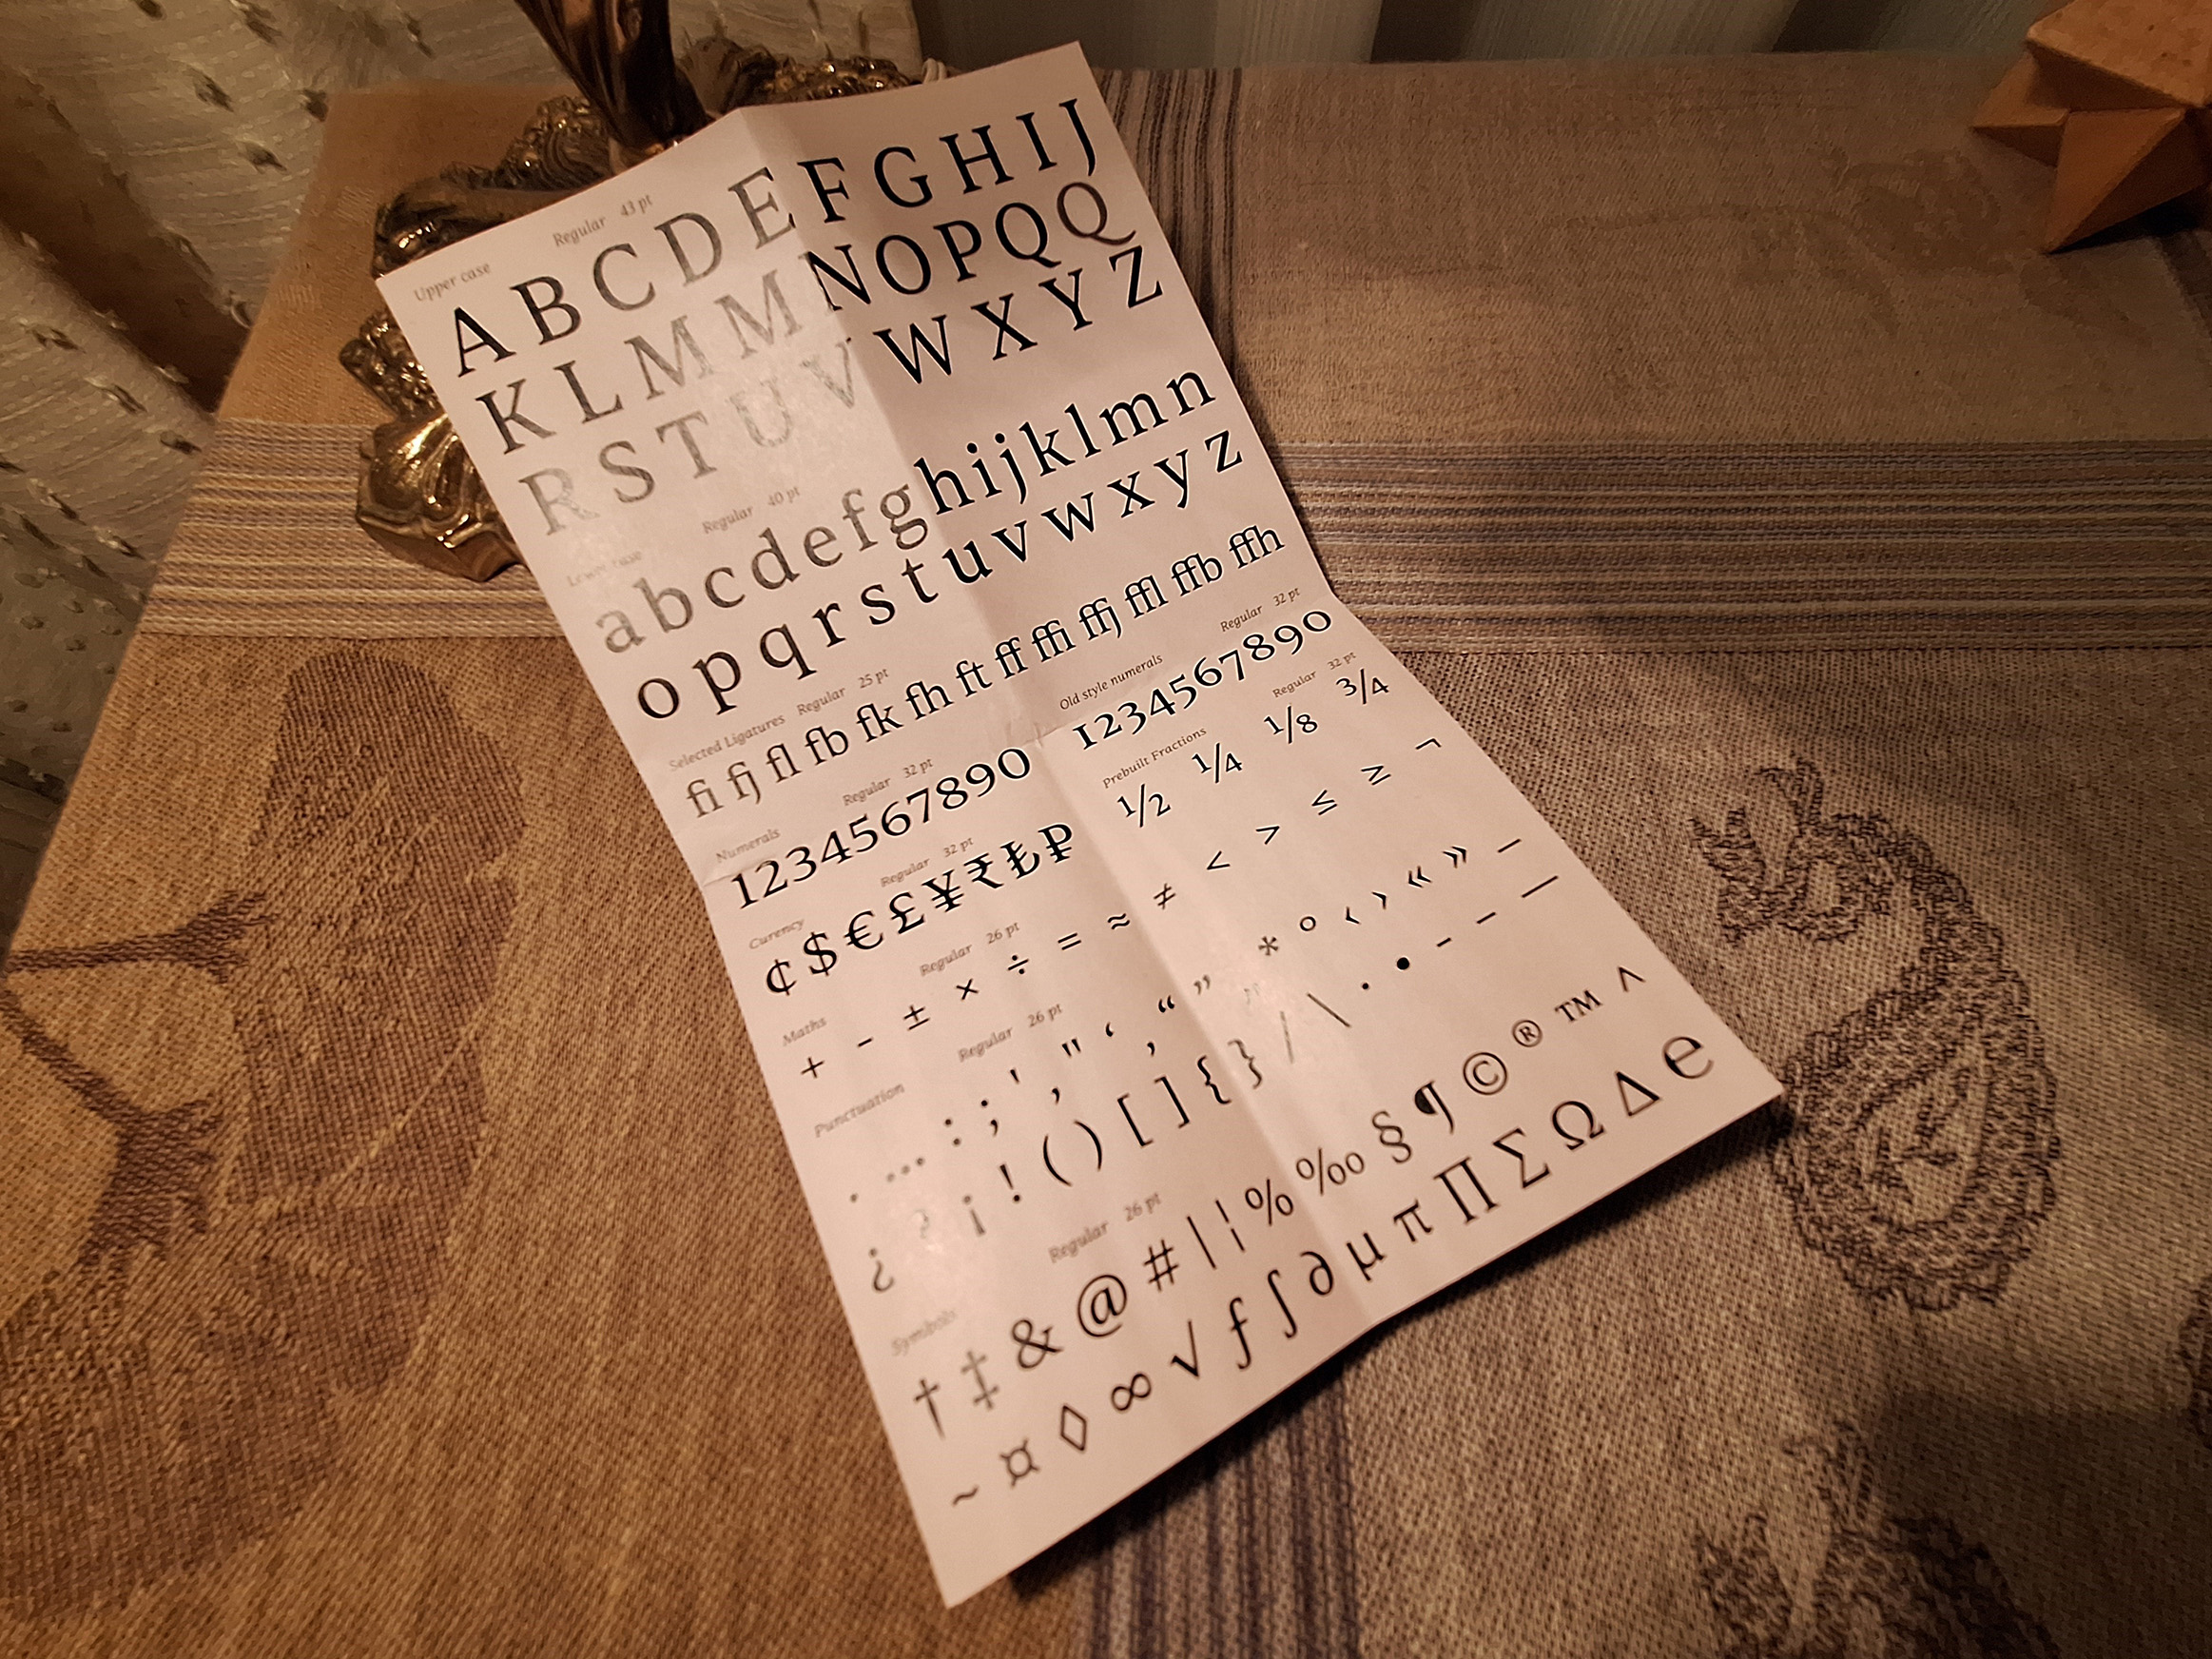 Upper case Regular 43 pt
A B C D E F G H I J
K L M M N O P Q Q
R S T U V W X Y Z
Lower case Regular 40 pt
a b c d e f g h i j k l m n
o p q r s t u v w x y z
Selected Ligatures Regular 25 pt
fi fj fl fb fk fh ft ff ffi ffj ffl ffb ffh
Numerals Regular 32 pt
1234567890
Old style numerals Regular 32 pt
1234567890
Curency Regular 32 pt
¢$€£¥₹₺₽
Prebuilt Fractions Regular 32 pt
½ ¼ ⅛ ¾
Maths Regular 26 pt
+ - ± × ÷ = ≈ ≠ < > ≤ ≥ ¬
Punctuation Regular 26 pt
. … : ; ' , " ‘ , “ ” „ * ° ‹ › « » –
¿ ? ¡ ! ( ) [ ] { } / \ · • - – —
Symbols Regular 26 pt
† ‡ & @ # | ¦ % ‰ § ¶ © ® ™ ^
~ ¤ ◊ ∞ √ ƒ ∫ ∂ µ π ∏ ∑ Ω ∆ ℮